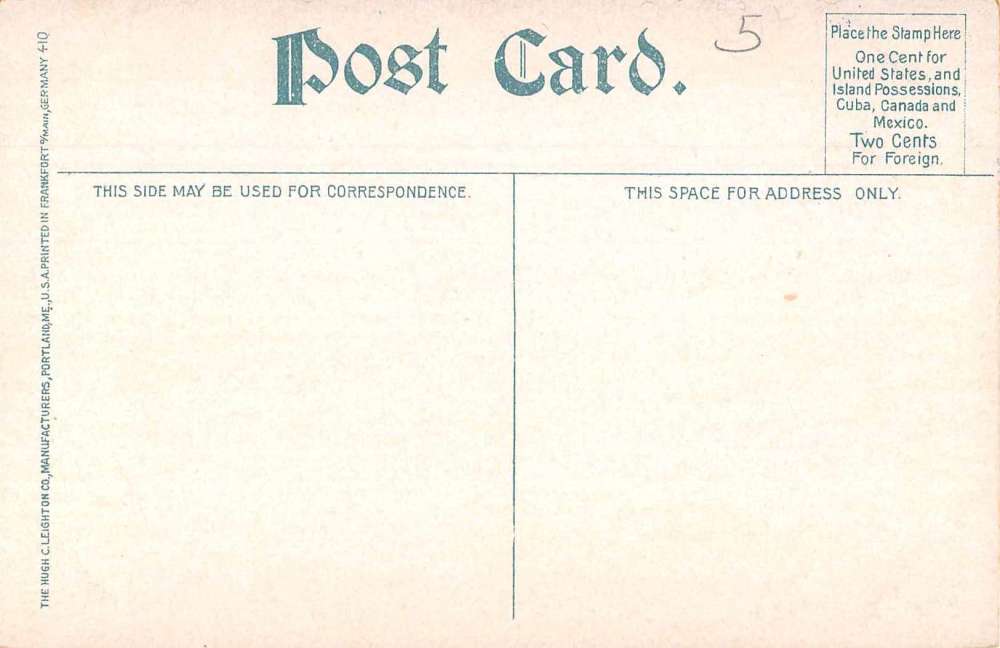 Post Card.
5
Place the Stamp Here
One Cent for
United States, and
Island Possessions,
Cuba, Canada and
Mexico.
Two Cents
For Foreign.
THIS SIDE MAY BE USED FOR CORRESPONDENCE.
THIS SPACE FOR ADDRESS ONLY.
THE HUGH C. LEIGHTON CO., MANUFACTURERS, PORTLAND, ME., U.S.A. PRINTED IN FRANKFORT o/MAIN, GERMANY 410